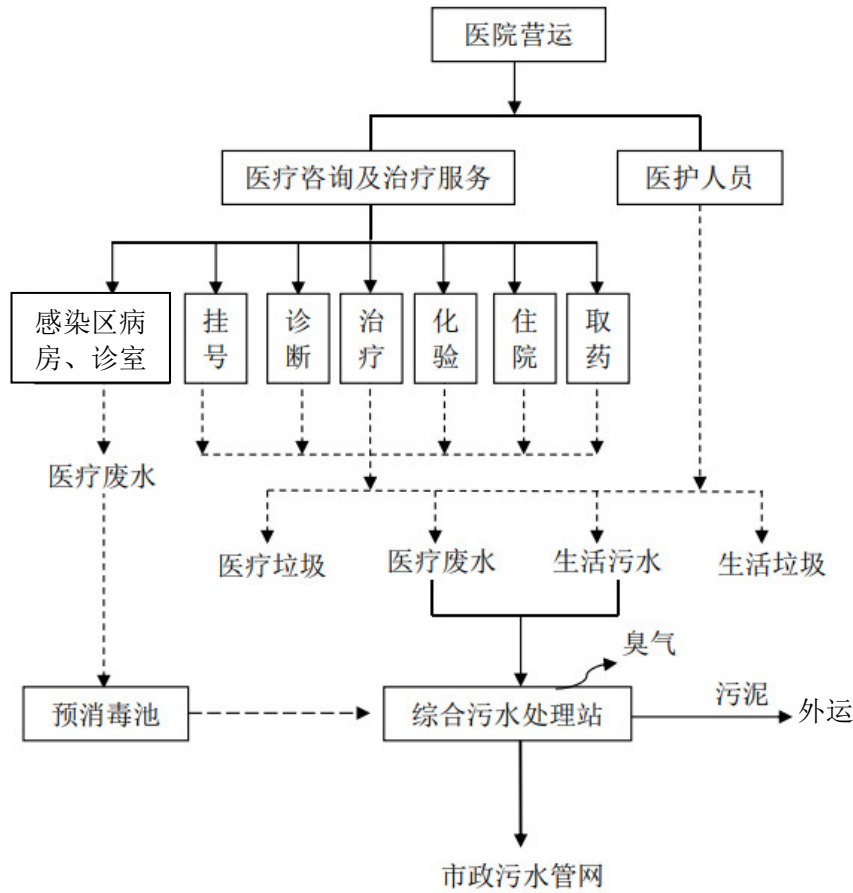 医院营运
医疗咨询及治疗服务
医护人员
感染区病
房、诊室
挂
号
诊
断
治
疗
化
验
住
院
取
药
医疗废水
医疗垃圾
医疗废水
生活污水
生活垃圾
臭气
预消毒池
综合污水处理站
污泥
外运
市政污水管网